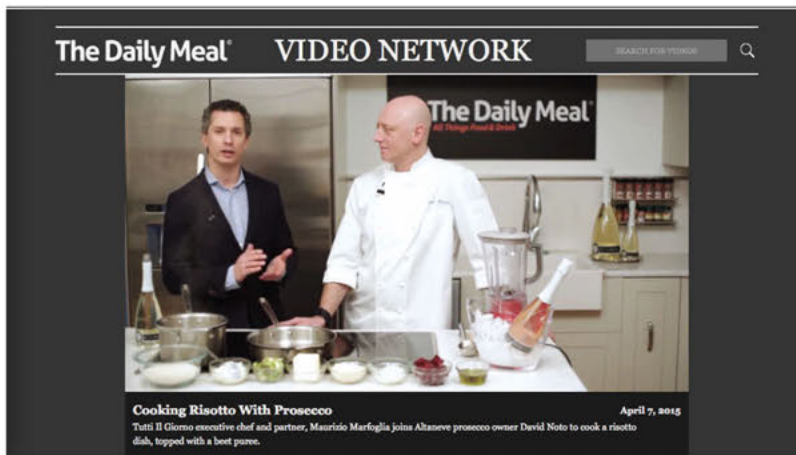 The Daily Meal® VIDEO NETWORK SEARCH FOR VIDEOS
The Daily Meal®
All Things Food & Drink
Cooking Risotto With Prosecco April 7, 2015
Tutti Il Giorno executive chef and partner, Maurizio Marfoglia joins Altaneve prosecco owner David Noto to cook a risotto
dish, topped with a beet puree.